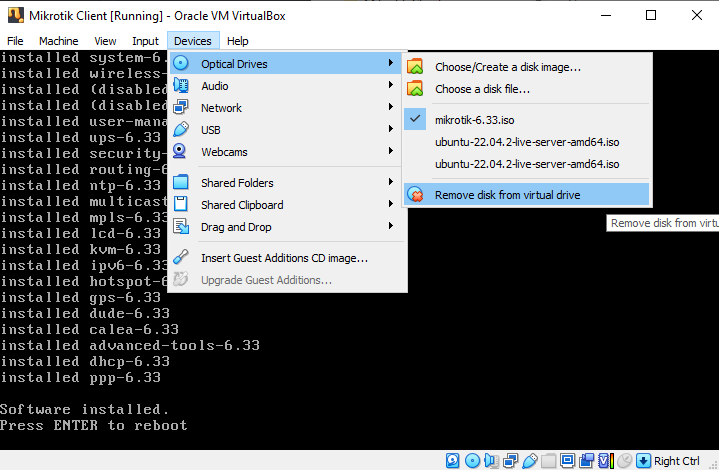 Mikrotik Client [Running] - Oracle VM VirtualBox
File Machine View Input Devices Help
installed system-6.
installed wireless-
installed (disabled
installed (disabled
installed user-mana
installed ups-6.33
installed security-
installed routing-6
installed ntp-6.33
installed multicast
installed mpls-6.33
installed lcd-6.33
installed kvm-6.33
installed ipv6-6.33
installed hotspot-6
installed gps-6.33
installed dude-6.33
installed calea-6.33
installed advanced-tools-6.33
installed dhcp-6.33
installed ppp-6.33
Software installed.
Press ENTER to reboot
Optical Drives
Audio
Network
USB
Webcams
Shared Folders
Shared Clipboard
Drag and Drop
Insert Guest Additions CD image...
Upgrade Guest Additions...
Choose/Create a disk image...
Choose a disk file...
mikrotik-6.33.iso
ubuntu-22.04.2-live-server-amd64.iso
ubuntu-22.04.2-live-server-amd64.iso
Remove disk from virtual drive
Remove disk from virtu
Right Ctrl